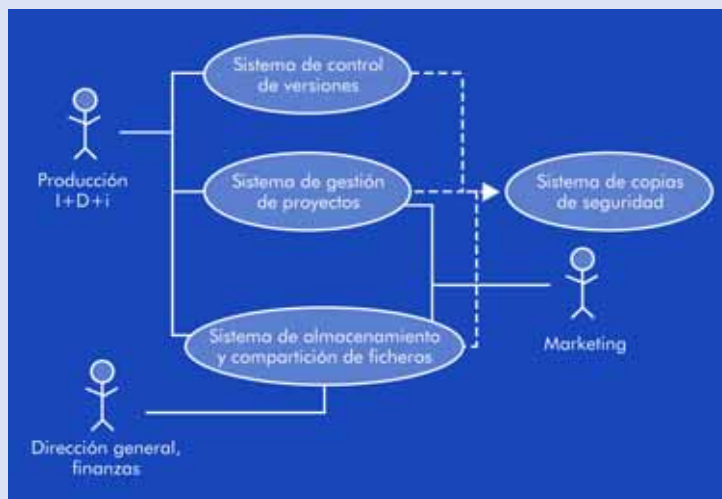 Sistema de control
de versiones
Producción
I+D+i
Sistema de gestión
de proyectos
Sistema de copias
de seguridad
Sistema de almacenamiento
y compartición de ficheros
Marketing
Dirección general,
finanzas